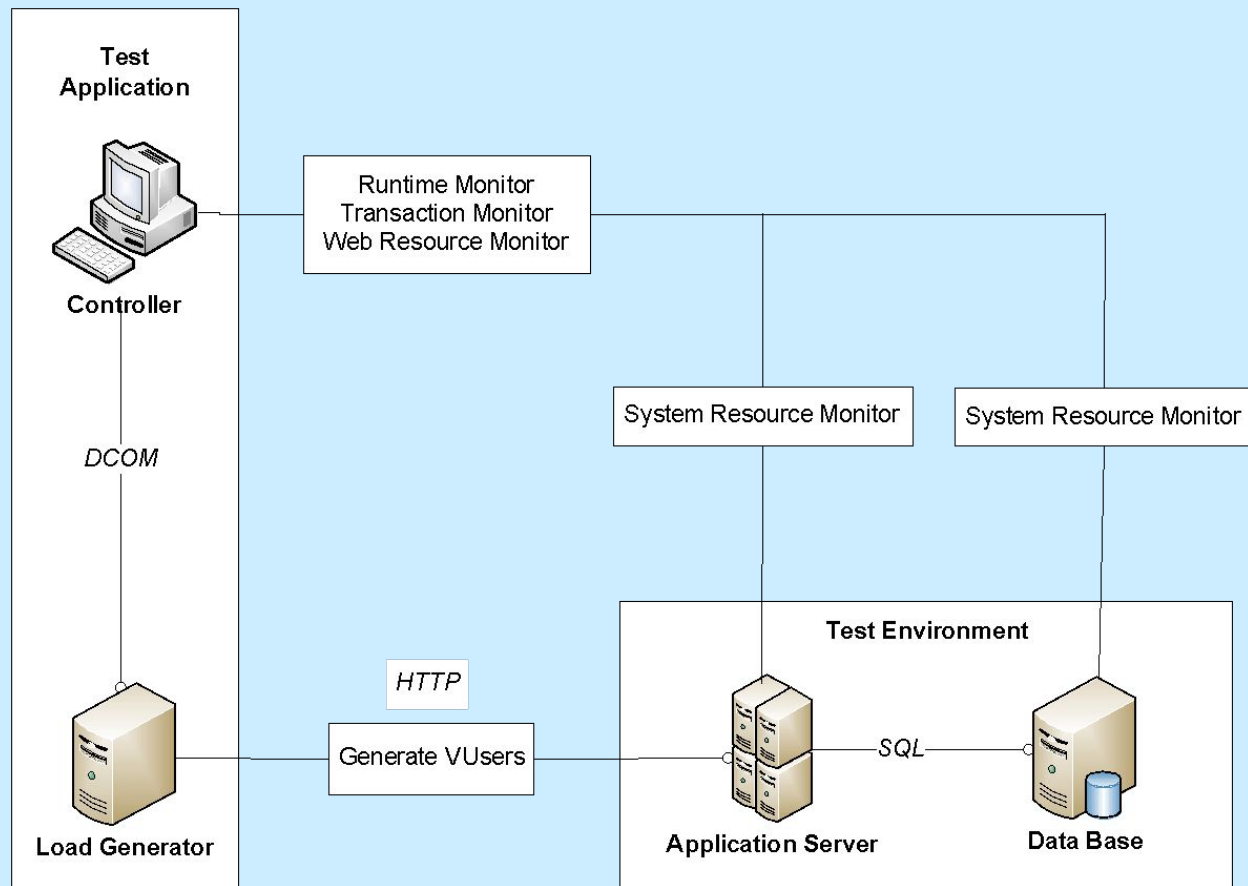 Test
Application
Controller
DCOM
Load Generator
Runtime Monitor
Transaction Monitor
Web Resource Monitor
System Resource Monitor
System Resource Monitor
HTTP
Generate VUsers
Test Environment
Application Server
SQL
Data Base